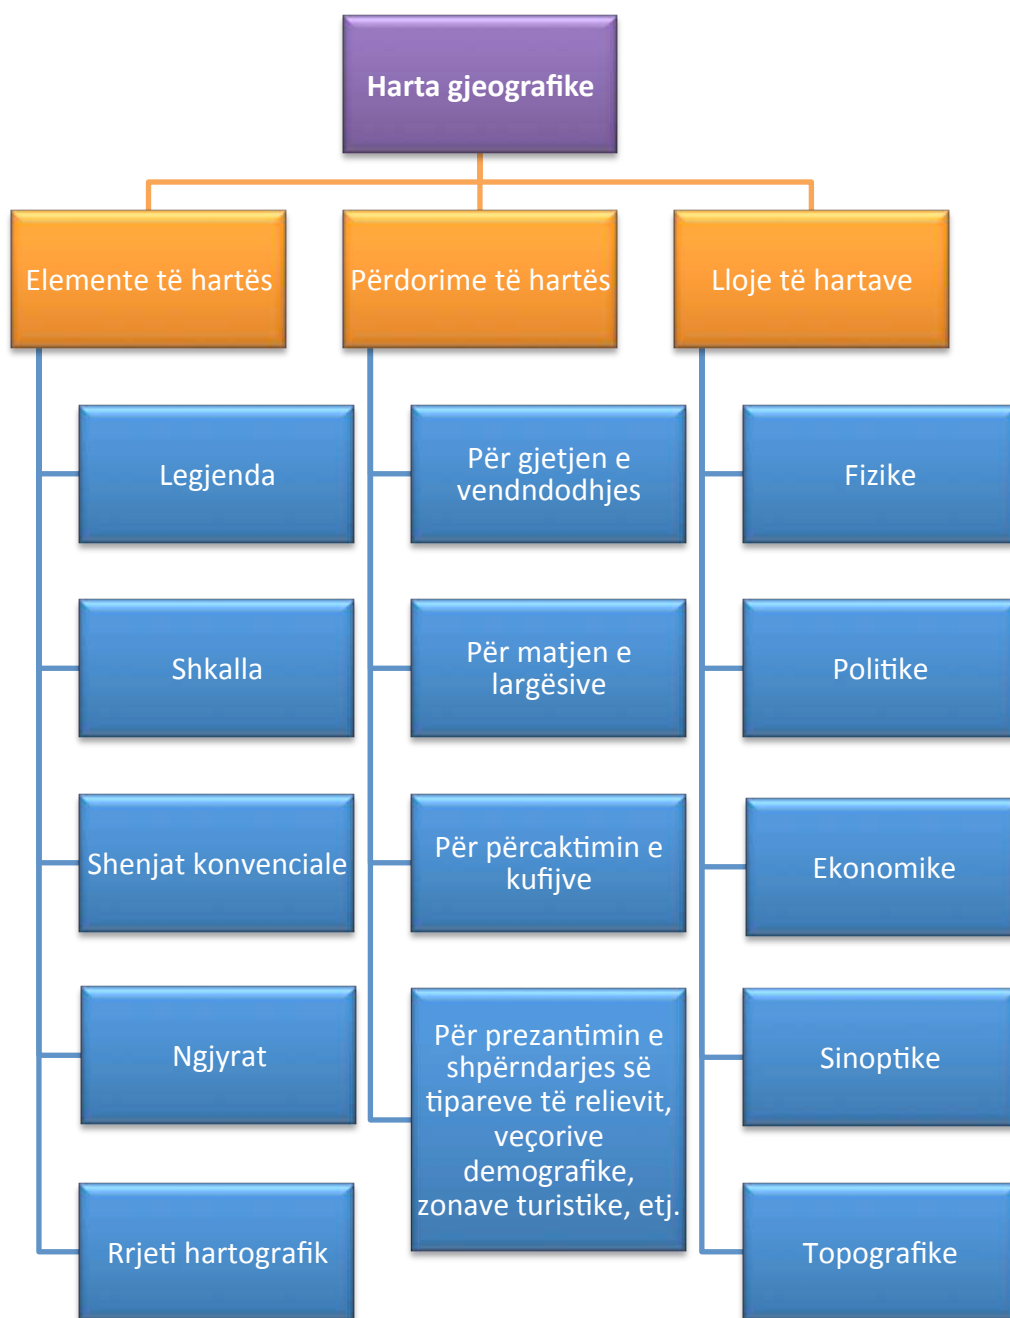 Harta gjeografike
Elemente të hartës
Legjenda
Shkalla
Shenjat konvenciale
Ngjyrat
Rrjeti hartografik
Përdorime të hartës
Për gjetjen e
vendndodhjes
Për matjen e
largësive
Për përcaktimin e
kufijve
Për prezantimin e
shpërndarjes së
tipareve të relievit,
veçorive
demografike,
zonave turistike, etj.
Lloje të hartave
Fizike
Politike
Ekonomike
Sinoptike
Topografike